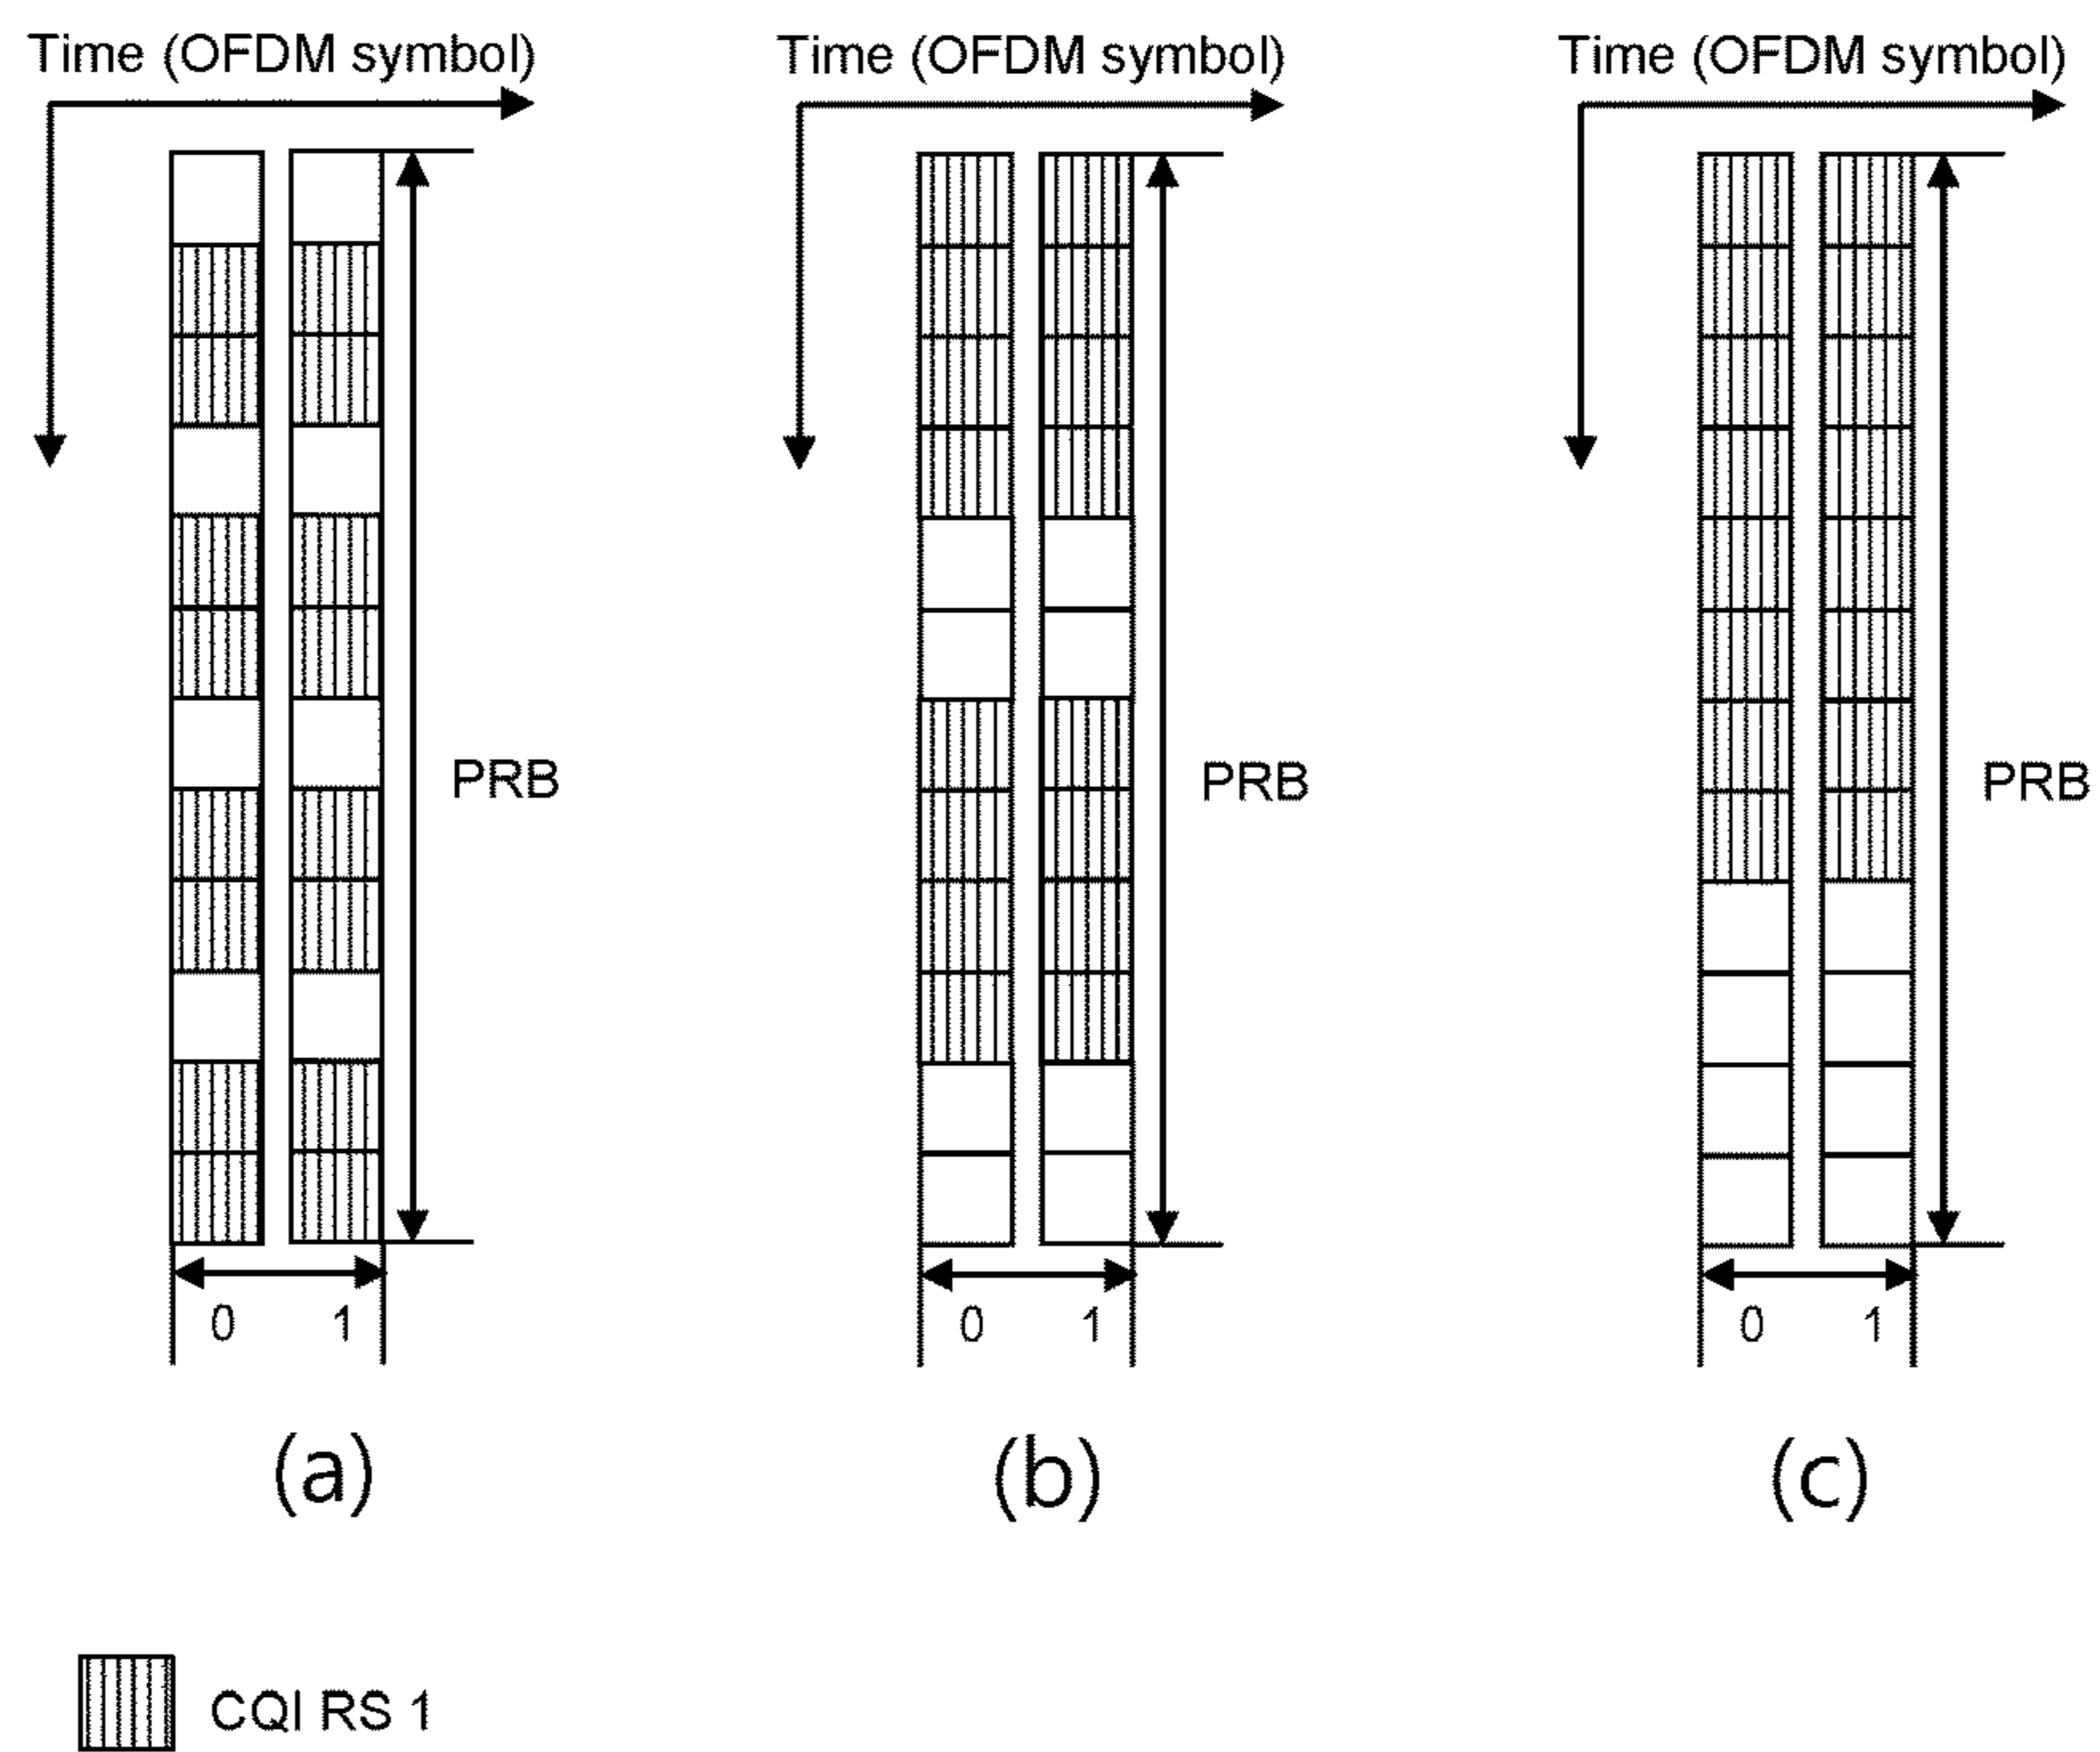 Time (OFDM symbol)
Time (OFDM symbol)
Time (OFDM symbol)
PRB
PRB
PRB
0 1
0 1
0 1
(a)
(b)
(c)
CQI RS 1